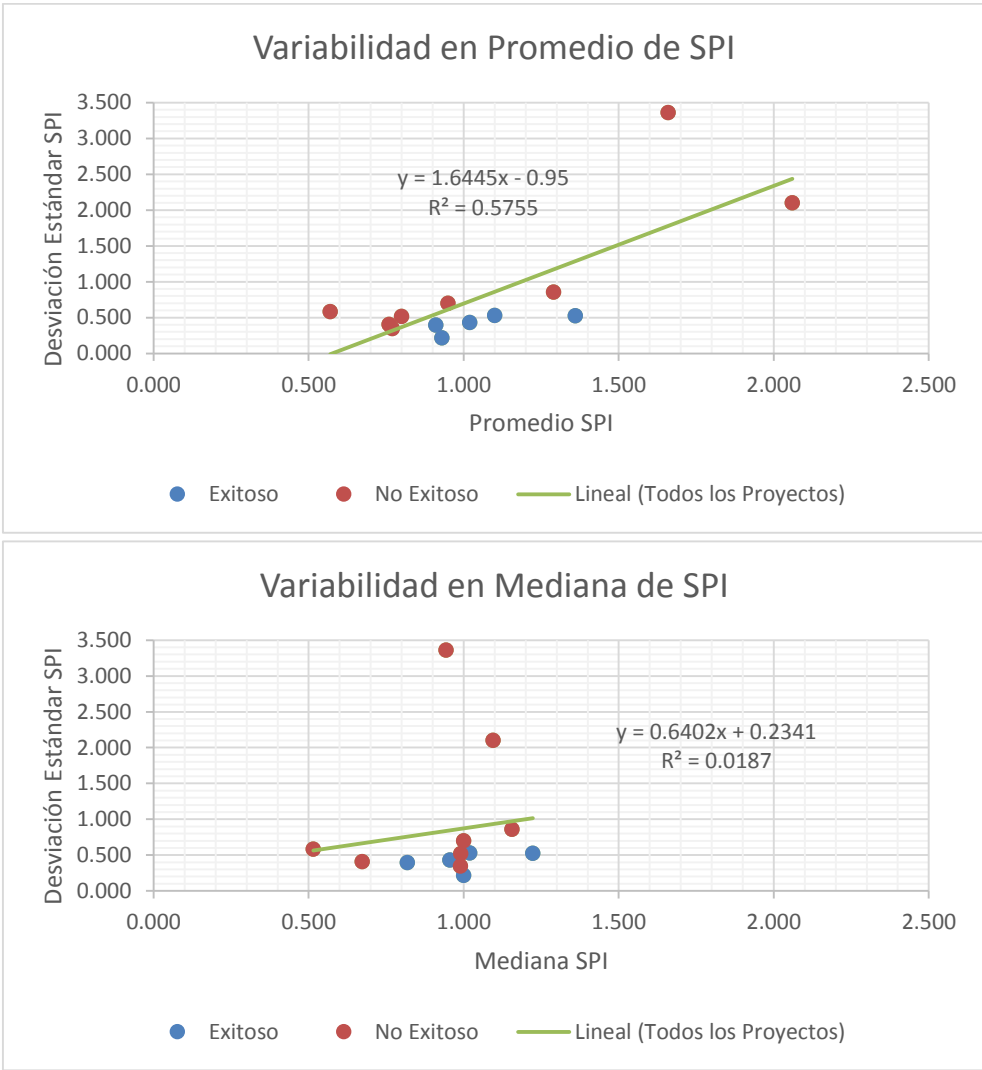 Variabilidad en Promedio de SPI
Desviación Estándar SPI
3.500
3.000
2.500
2.000
1.500
1.000
0.500
0.000
y = 1.6445x - 0.95
R² = 0.5755
0.000 0.500 1.000 1.500 2.000 2.500
Promedio SPI
Exitoso No Exitoso Lineal (Todos los Proyectos)
Variabilidad en Mediana de SPI
Desviación Estándar SPI
3.500
3.000
2.500
2.000
1.500
1.000
0.500
0.000
y = 0.6402x + 0.2341
R² = 0.0187
0.000 0.500 1.000 1.500 2.000 2.500
Mediana SPI
Exitoso No Exitoso Lineal (Todos los Proyectos)